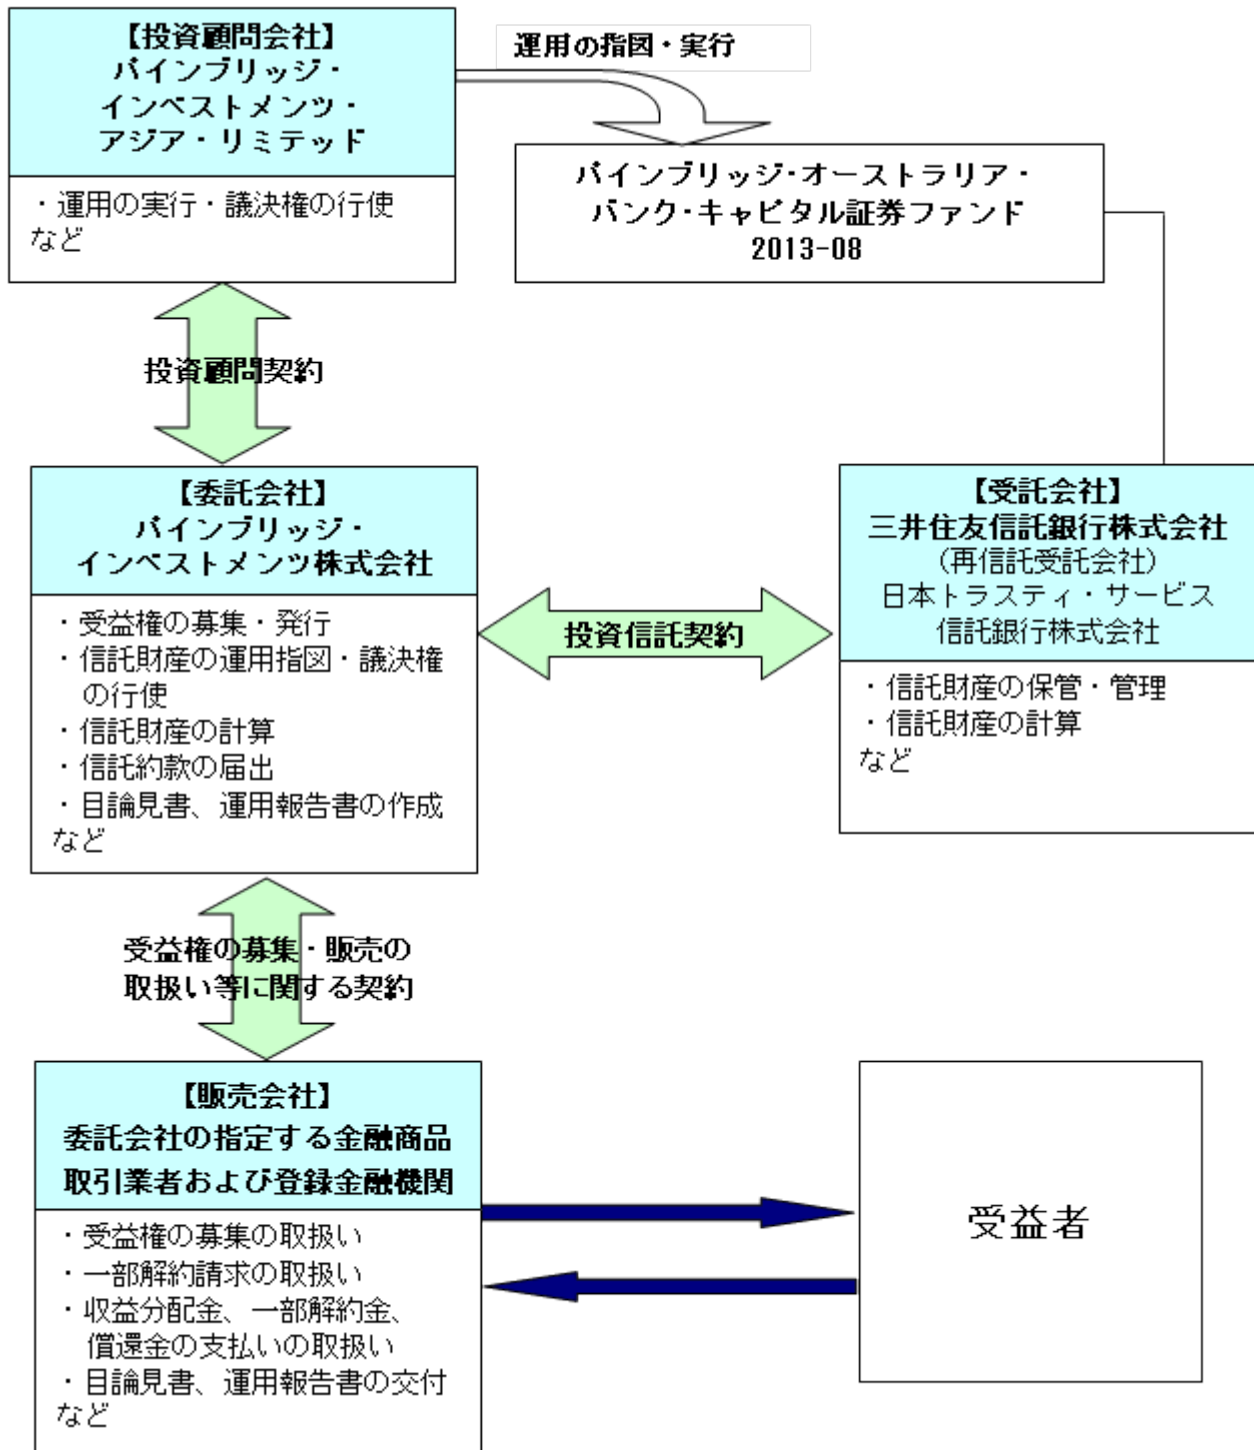 【投資顧問会社】
パインブリッジ・
インベストメンツ・
アジア・リミテッド
・運用の実行・議決権の行使
など
運用の指図・実行
パインブリッジ・オーストラリア・
バンク・キャピタル証券ファンド
2013-08
投資顧問契約
【委託会社】
パインブリッジ・
インベストメンツ株式会社
・受益権の募集・発行
・信託財産の運用指図・議決権
の行使
・信託財産の計算
・信託約款の届出
・目論見書、運用報告書の作成
など
投資信託契約
【受託会社】
三井住友信託銀行株式会社
(再信託受託会社)
日本トラスティ・サービス
信託銀行株式会社
・信託財産の保管・管理
・信託財産の計算
など
受益権の募集・販売の
取扱い等に関する契約
【販売会社】
委託会社の指定する金融商品
取引業者および登録金融機関
・受益権の募集の取扱い
・一部解約請求の取扱い
・収益分配金、一部解約金、
償還金の支払いの取扱い
・目論見書、運用報告書の交付
など
受益者